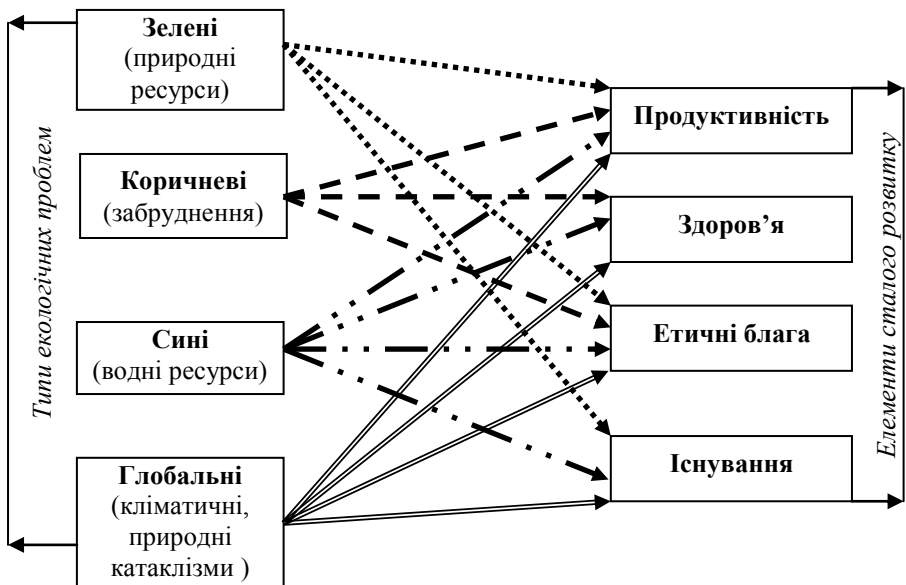 Типи екологічних проблем
Зелені
(природні
ресурси)
Коричневі
(забруднення)
Сині
(водні ресурси)
Глобальні
(кліматичні,
природні
катаклізми )
Продуктивність
Здоров’я
Етичні блага
Існування
Елементи сталого розвитку